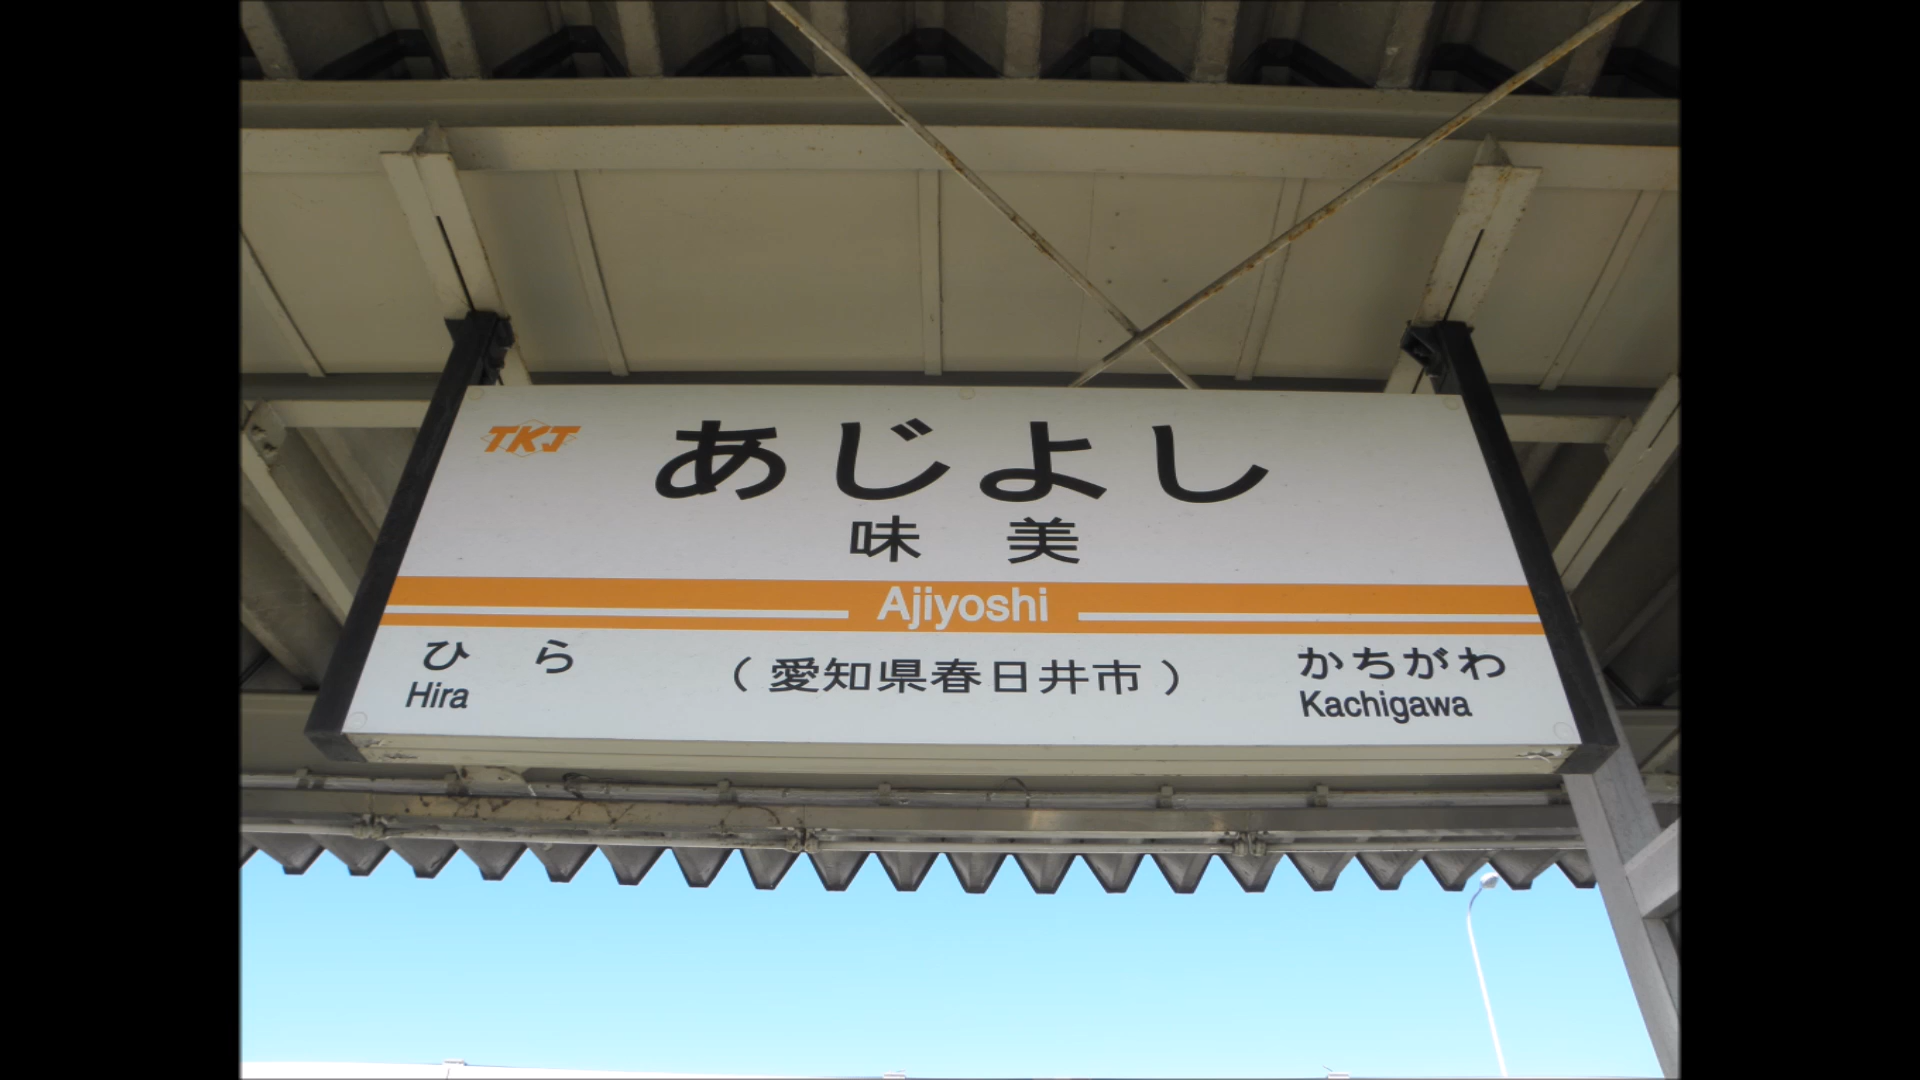 TKJ
あじよし
味美
Ajiyoshi
ひら
Hira
(愛知県春日井市)
かちがわ
Kachigawa